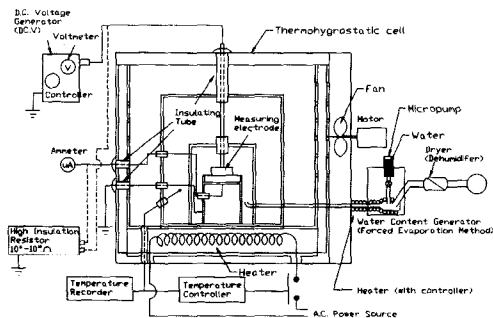 D.C. Voltage
Generator
(DC.V)
Voltmeter
V
Controller
Thermohygrostatic cell
Fan
Motor
Micropump
Water
Dryer
(Dehumidifer)
Insulating
Tube
Measuring
electrode
Ammeter
uA
Water Content Generator
(Forced Evaporation Method)
High Insulation
Resistor
Heater
Temperature
Recorder
Temperature
Controller
Heater (with controller)
A.C. Power Source